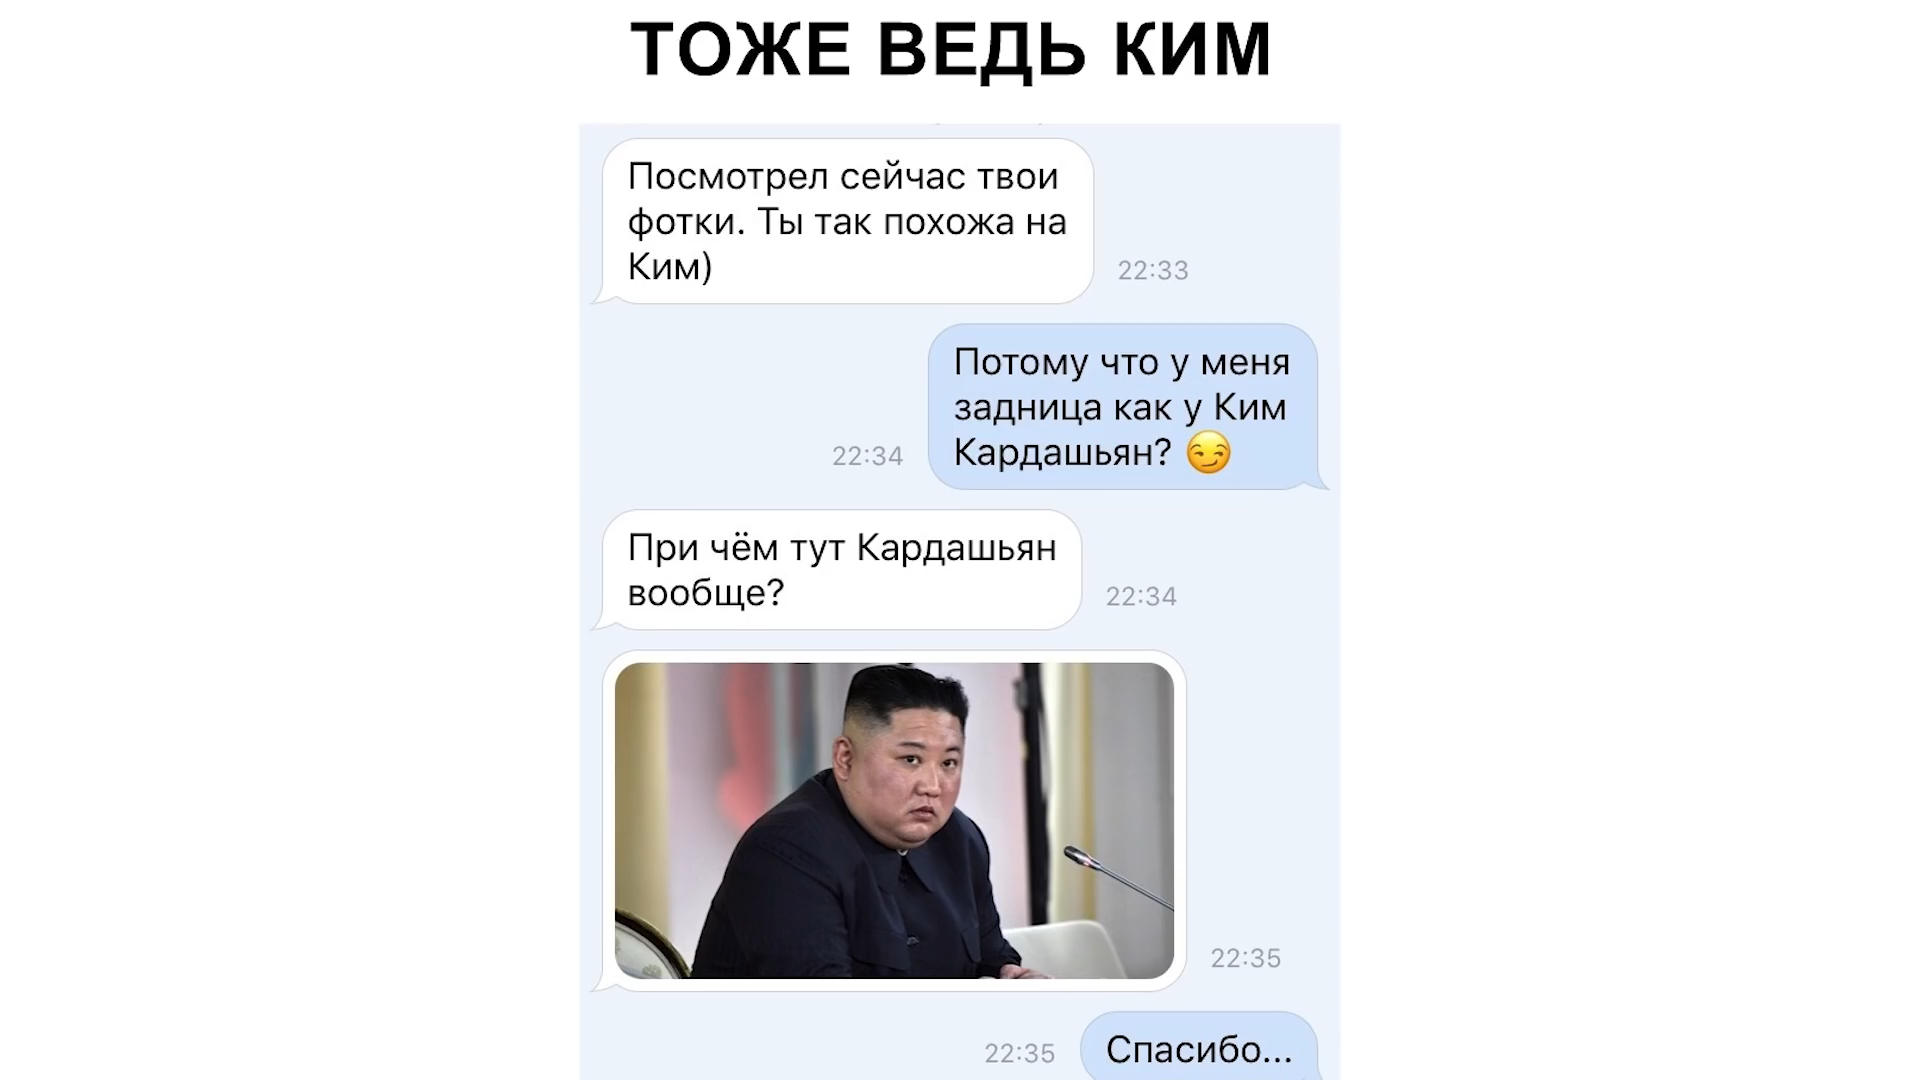 ТОЖЕ ВЕДЬ КИМ
Посмотрел сейчас твои
фотки. Ты так похожа на
Ким)
22:33
Потому что у меня
задница как у Ким
Кардашьян? 😏
22:34
При чём тут Кардашьян
вообще?
22:34
22:35
Спасибо...
22:35